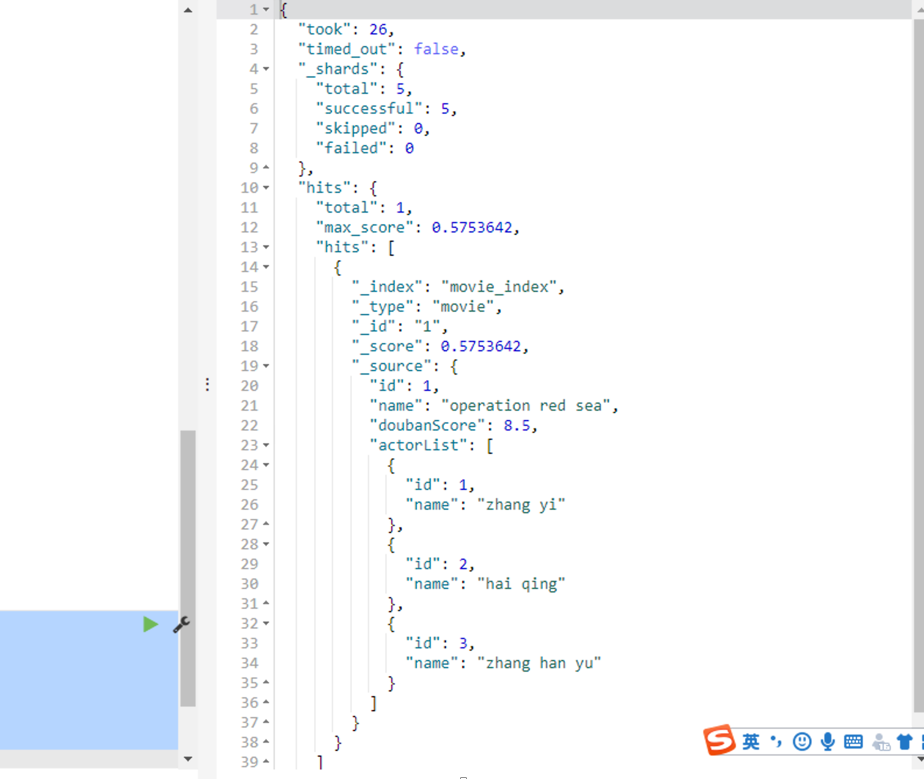 1 {
2 "took": 26,
3 "timed_out": false,
4 "_shards": {
5 "total": 5,
6 "successful": 5,
7 "skipped": 0,
8 "failed": 0
9 },
10 "hits": {
11 "total": 1,
12 "max_score": 0.5753642,
13 "hits": [
14 {
15 "_index": "movie_index",
16 "_type": "movie",
17 "_id": "1",
18 "_score": 0.5753642,
19 "_source": {
20 "id": 1,
21 "name": "operation red sea",
22 "doubanScore": 8.5,
23 "actorList": [
24 {
25 "id": 1,
26 "name": "zhang yi"
27 },
28 {
29 "id": 2,
30 "name": "hai qing"
31 },
32 {
33 "id": 3,
34 "name": "zhang han yu"
35 }
36 ]
37 }
38 }
39 ]
S 英